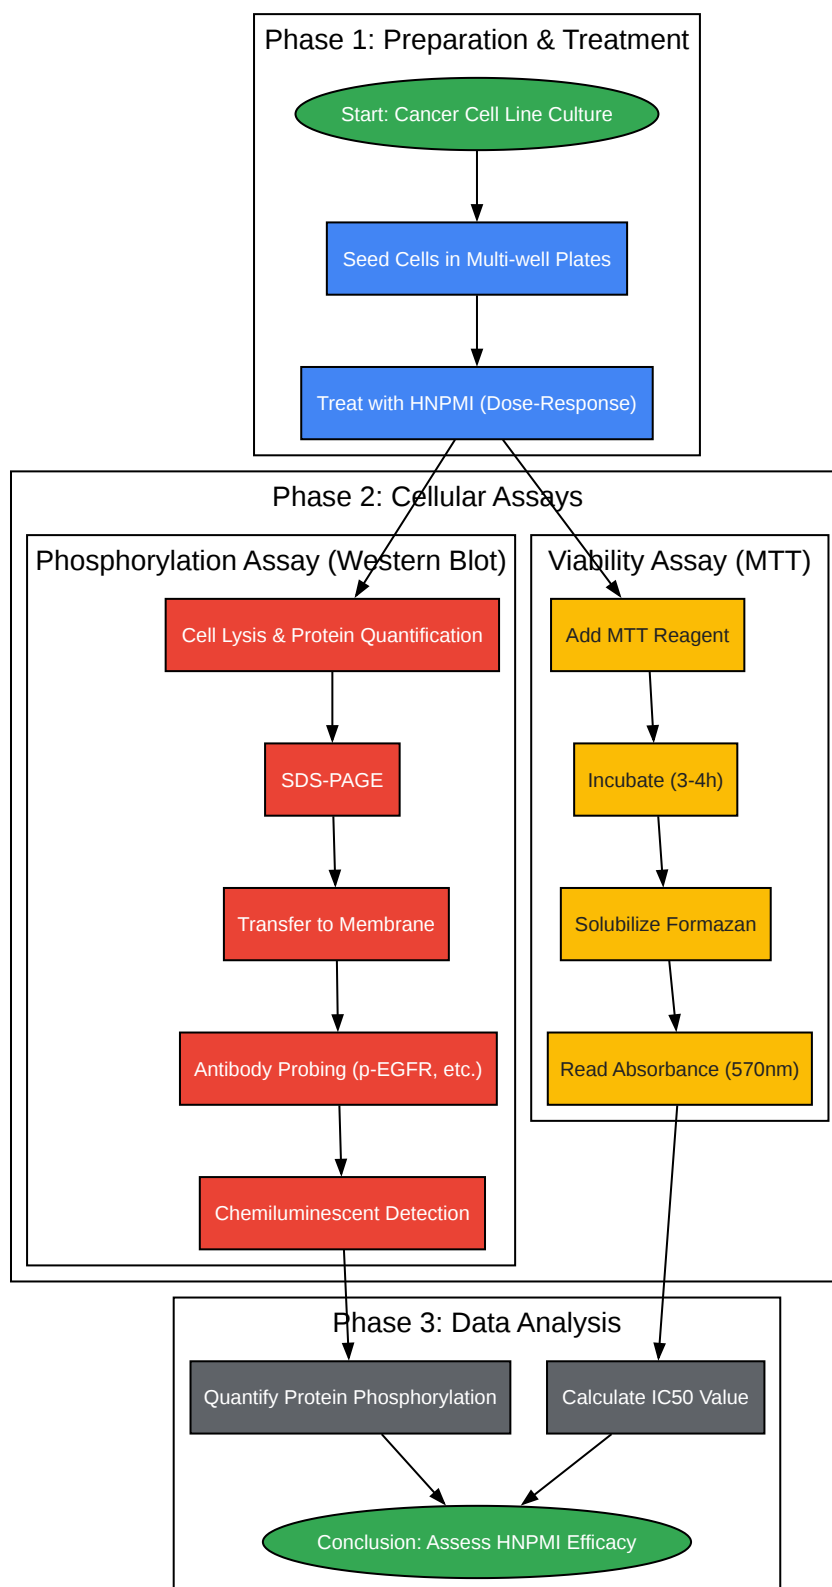 Phase 1: Preparation & Treatment
Start: Cancer Cell Line Culture
Seed Cells in Multi-well Plates
Treat with HNPMI (Dose-Response)
Phase 2: Cellular Assays
Phosphorylation Assay (Western Blot)
Cell Lysis & Protein Quantification
SDS-PAGE
Transfer to Membrane
Antibody Probing (p-EGFR, etc.)
Chemiluminescent Detection
Viability Assay (MTT)
Add MTT Reagent
Incubate (3-4h)
Solubilize Formazan
Read Absorbance (570nm)
Phase 3: Data Analysis
Quantify Protein Phosphorylation
Calculate IC50 Value
Conclusion: Assess HNPMI Efficacy